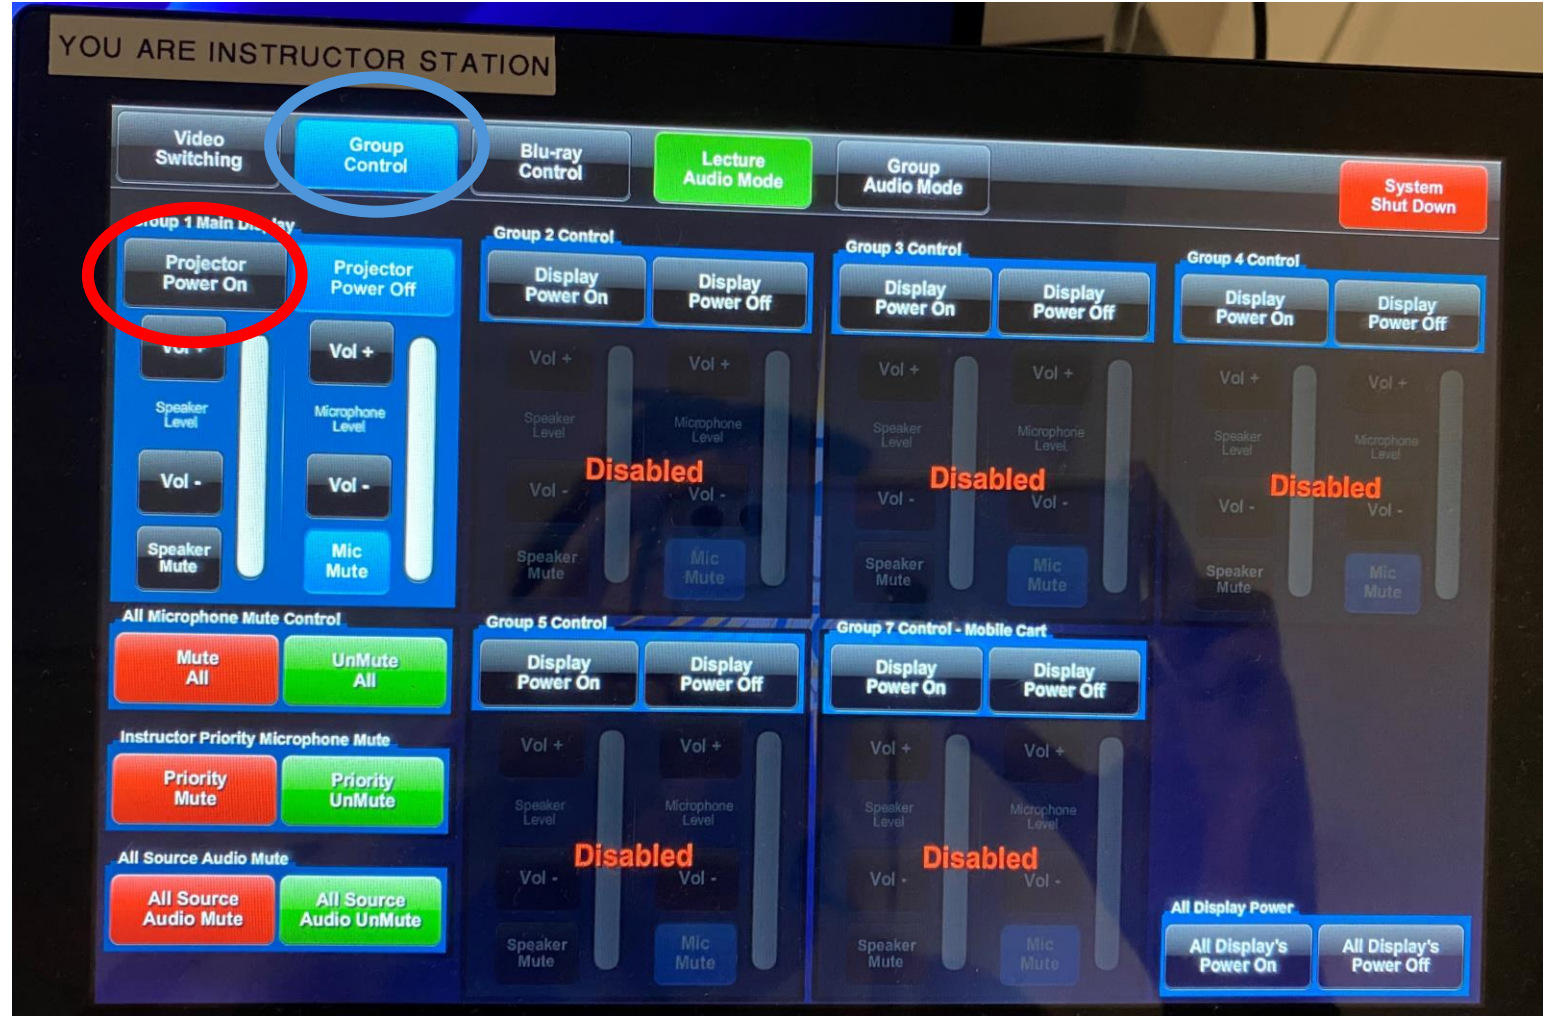 YOU ARE INSTRUCTOR STATION
Video
Switching
Group
Control
Blu-ray
Control
Lecture
Audio Mode
Group
Audio Mode
System
Shut Down
Group 1 Main Display
Projector
Power On
Projector
Power Off
Vol +
Vol +
Speaker
Level
Microphone
Level
Vol -
Vol -
Speaker
Mute
Mic
Mute
Group 2 Control
Display
Power On
Display
Power Off
Vol +
Vol +
Speaker
Level
Microphone
Level
Disabled
Vol -
Vol -
Speaker
Mute
Mic
Mute
Group 3 Control
Display
Power On
Display
Power Off
Vol +
Vol +
Speaker
Level
Microphone
Level
Disabled
Vol -
Vol -
Speaker
Mute
Mic
Mute
Group 4 Control
Display
Power On
Display
Power Off
Vol +
Vol +
Speaker
Level
Microphone
Level
Disabled
Vol -
Vol -
Speaker
Mute
Mic
Mute
All Microphone Mute Control
Mute
All
UnMute
All
Instructor Priority Microphone Mute
Priority
Mute
Priority
UnMute
All Source Audio Mute
All Source
Audio Mute
All Source
Audio UnMute
Group 5 Control
Display
Power On
Display
Power Off
Vol +
Vol +
Speaker
Level
Microphone
Level
Disabled
Vol -
Vol -
Speaker
Mute
Mic
Mute
Group 7 Control - Mobile Cart
Display
Power On
Display
Power Off
Vol +
Vol +
Speaker
Level
Microphone
Level
Disabled
Vol -
Vol -
Speaker
Mute
Mic
Mute
All Display Power
All Display's
Power On
All Display's
Power Off